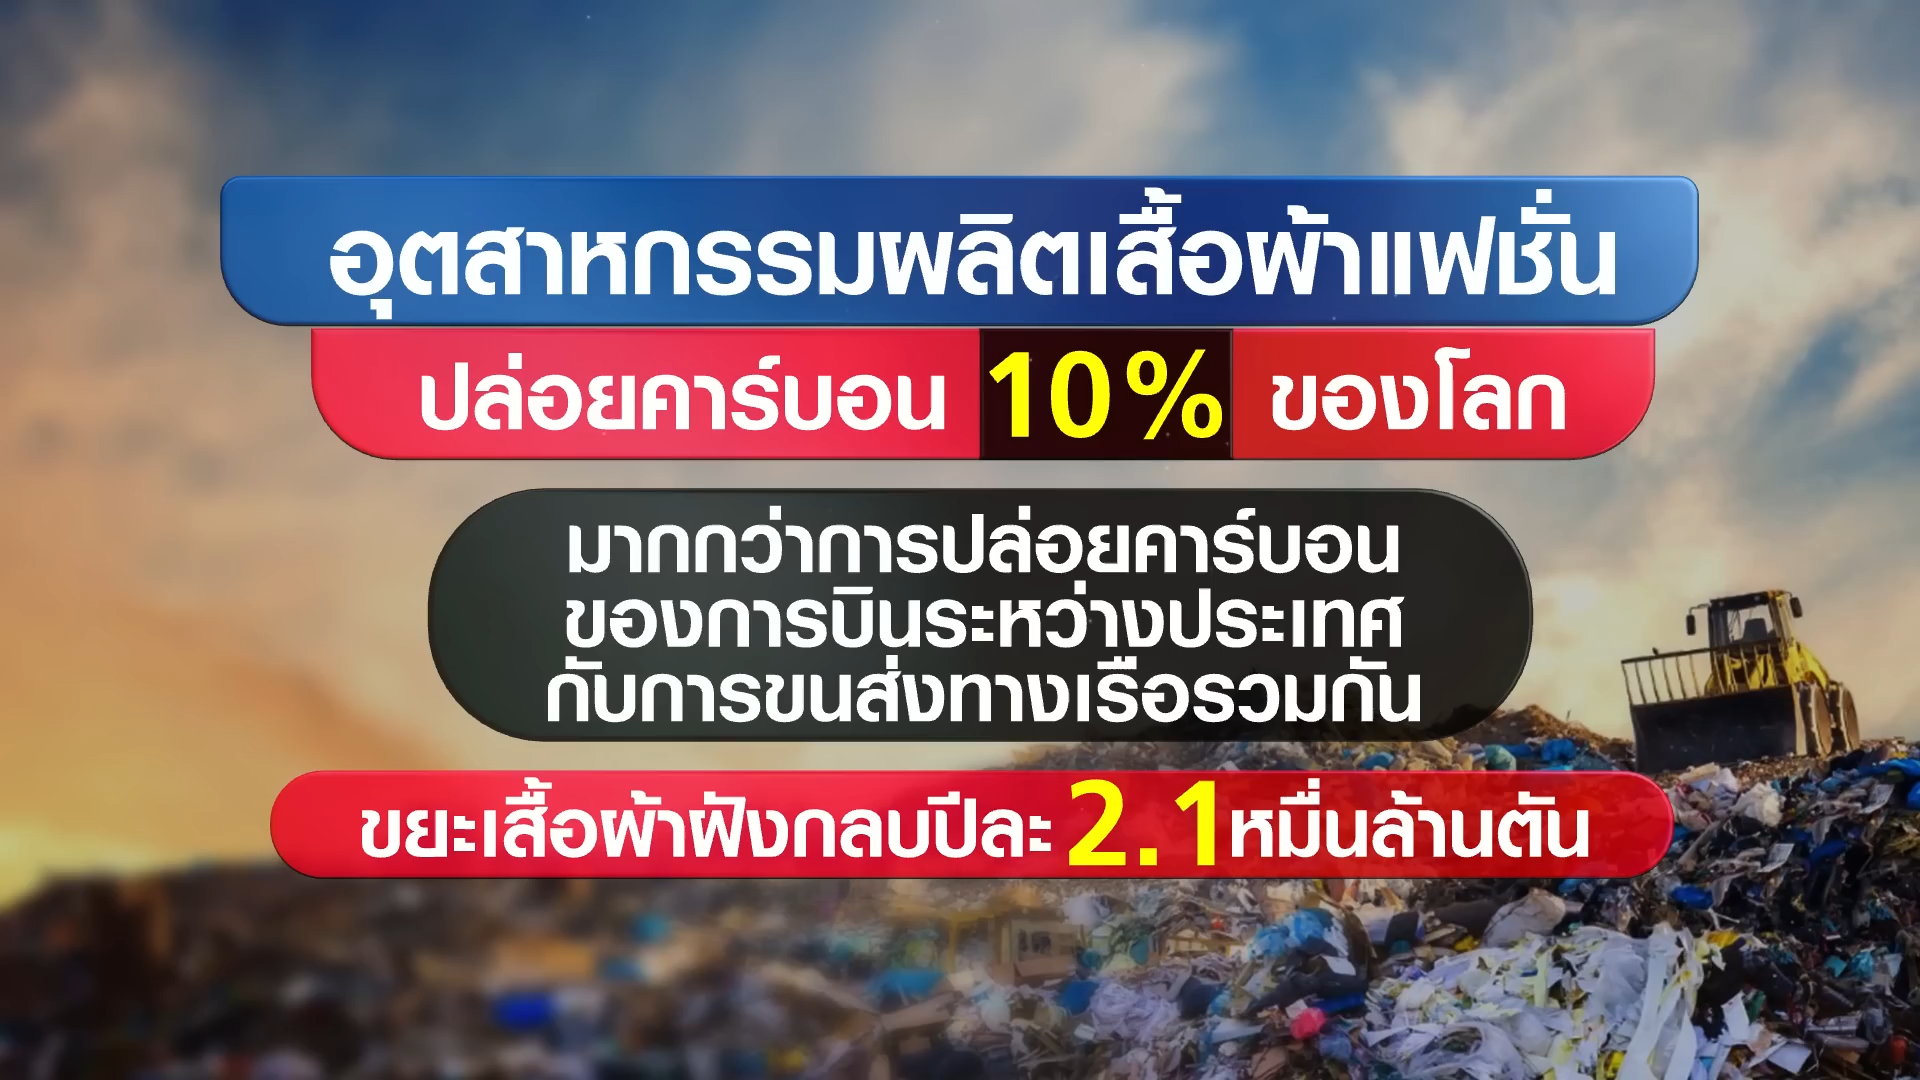 อุตสาหกรรมผลิตเสื้อผ้าแฟชั่น
ปล่อยคาร์บอน 10% ของโลก
มากกว่าการปล่อยคาร์บอน
ของการบินระหว่างประเทศ
กับการขนส่งทางเรือรวมกัน
ขยะเสื้อผ้าฝังกลบปีละ 2.1 หมื่นล้านตัน